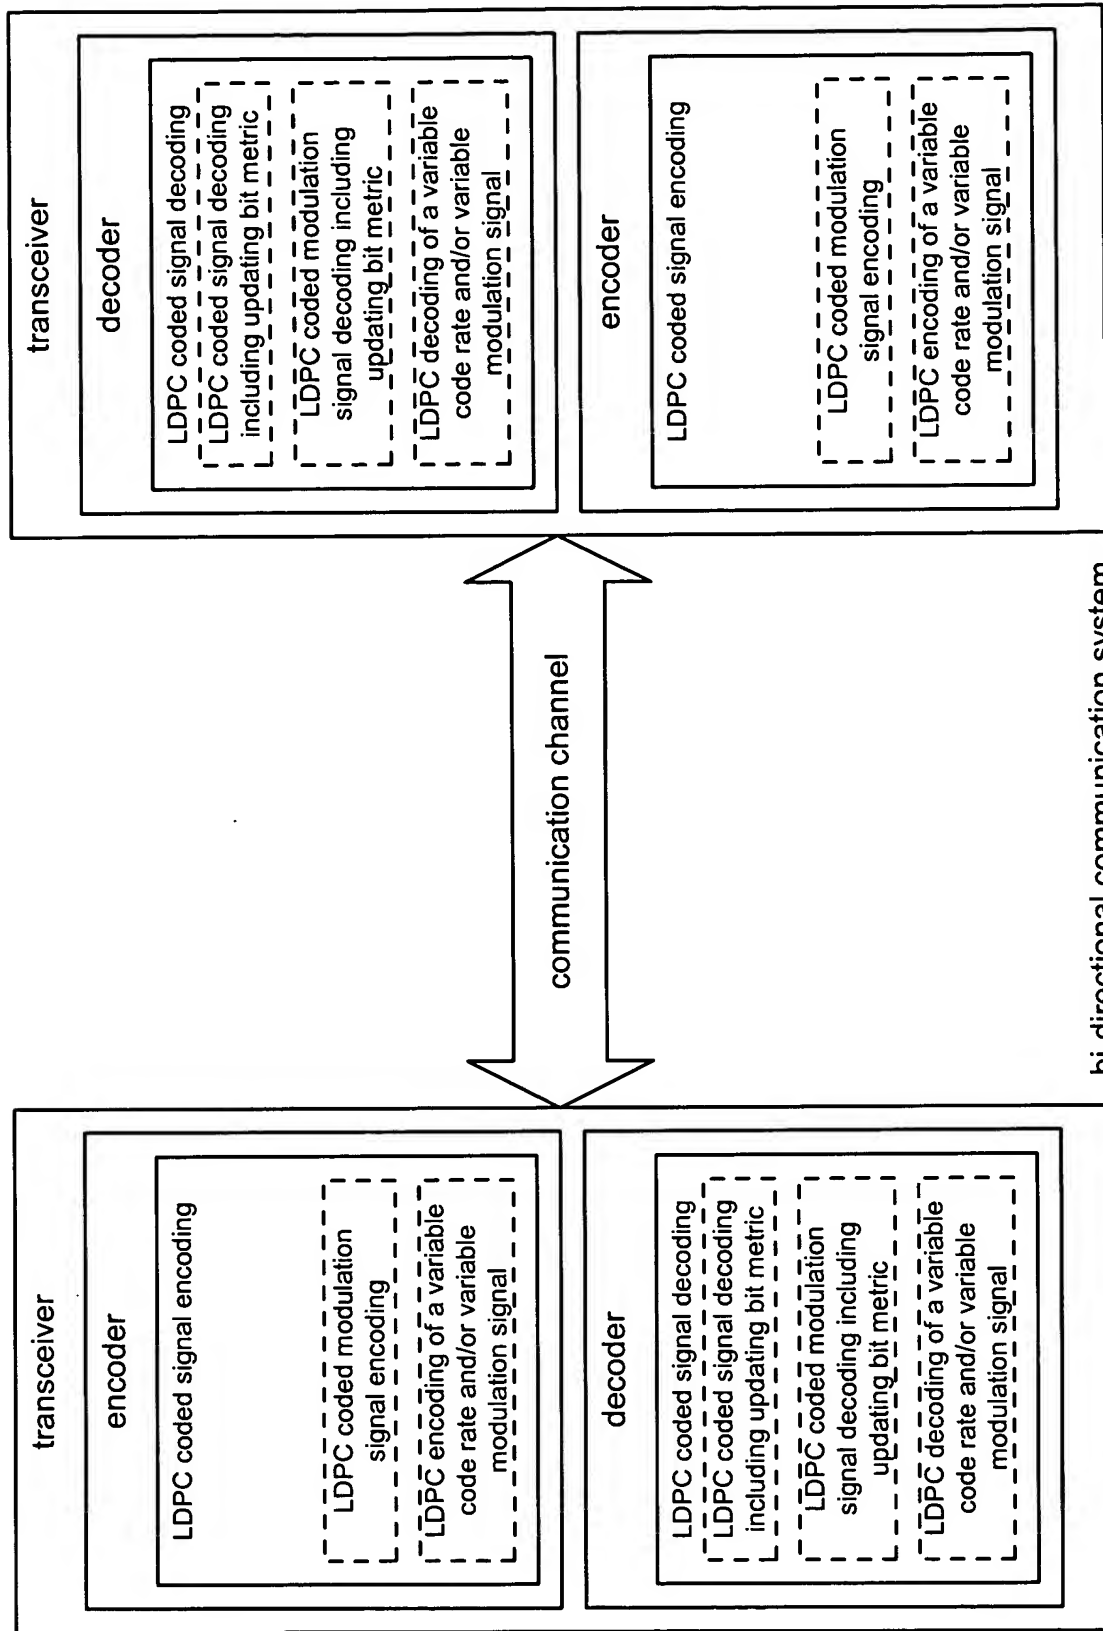 transceiver
encoder
LDPC coded signal encoding
LDPC coded modulation
signal encoding
LDPC encoding of a variable
code rate and/or variable
modulation signal
decoder
LDPC coded signal decoding
LDPC coded signal decoding
including updating bit metric
LDPC coded modulation
signal decoding including
updating bit metric
LDPC decoding of a variable
code rate and/or variable
modulation signal
communication channel
transceiver
decoder
LDPC coded signal decoding
LDPC coded signal decoding
including updating bit metric
LDPC coded modulation
signal decoding including
updating bit metric
LDPC decoding of a variable
code rate and/or variable
modulation signal
encoder
LDPC coded signal encoding
LDPC coded modulation
signal encoding
LDPC encoding of a variable
code rate and/or variable
modulation signal
bi-directional communication system